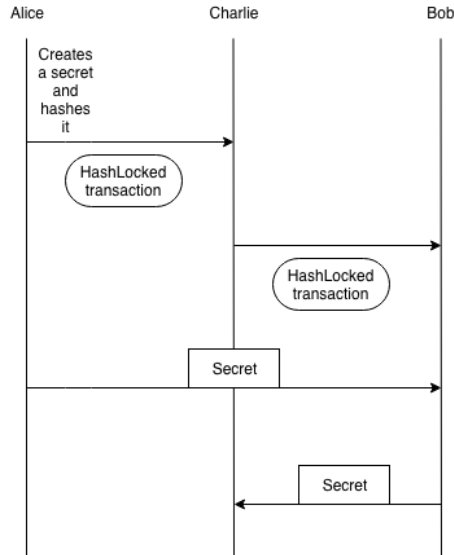 Alice
Charlie
Bob
Creates
a secret
and
hashes
it
HashLocked
transaction
HashLocked
transaction
Secret
Secret